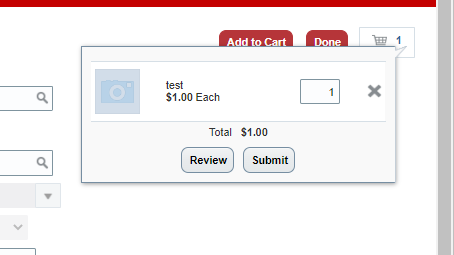 Add to Cart Done 1
test
$1.00 Each 1
Total $1.00
Review Submit